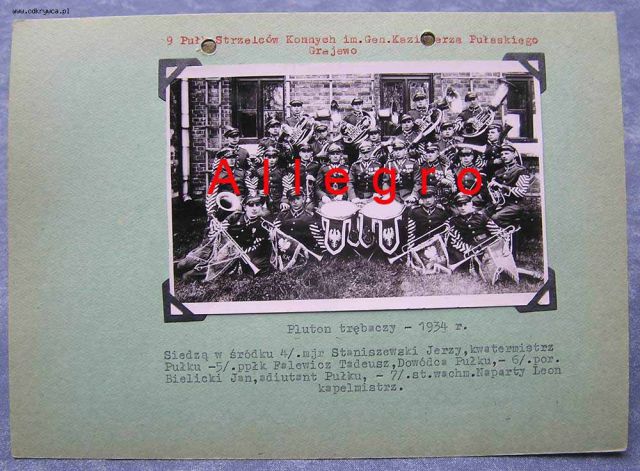 www.odkrywca.pl
9 Pułk Strzelców Konnych im.Gen.Kazimierza Pułaskiego
Grajewo
Allegro
Pluton trębaczy - 1934 r.
Siedzą w środku 4/.mjr Staniszewski Jerzy,kwatermistrz
Pułku -5/.ppłk Falewicz Tadeusz,Dowódca Pułku,- 6/.por.
Bielicki Jan,adiutant Pułku, - 7/.st.wachm.Naparty Leon
kapelmistrz.